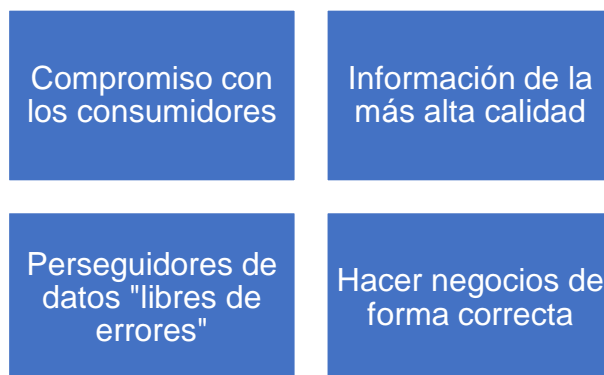 Compromiso con
los consumidores
Información de la
más alta calidad
Perseguidores de
datos "libres de
errores"
Hacer negocios de
forma correcta